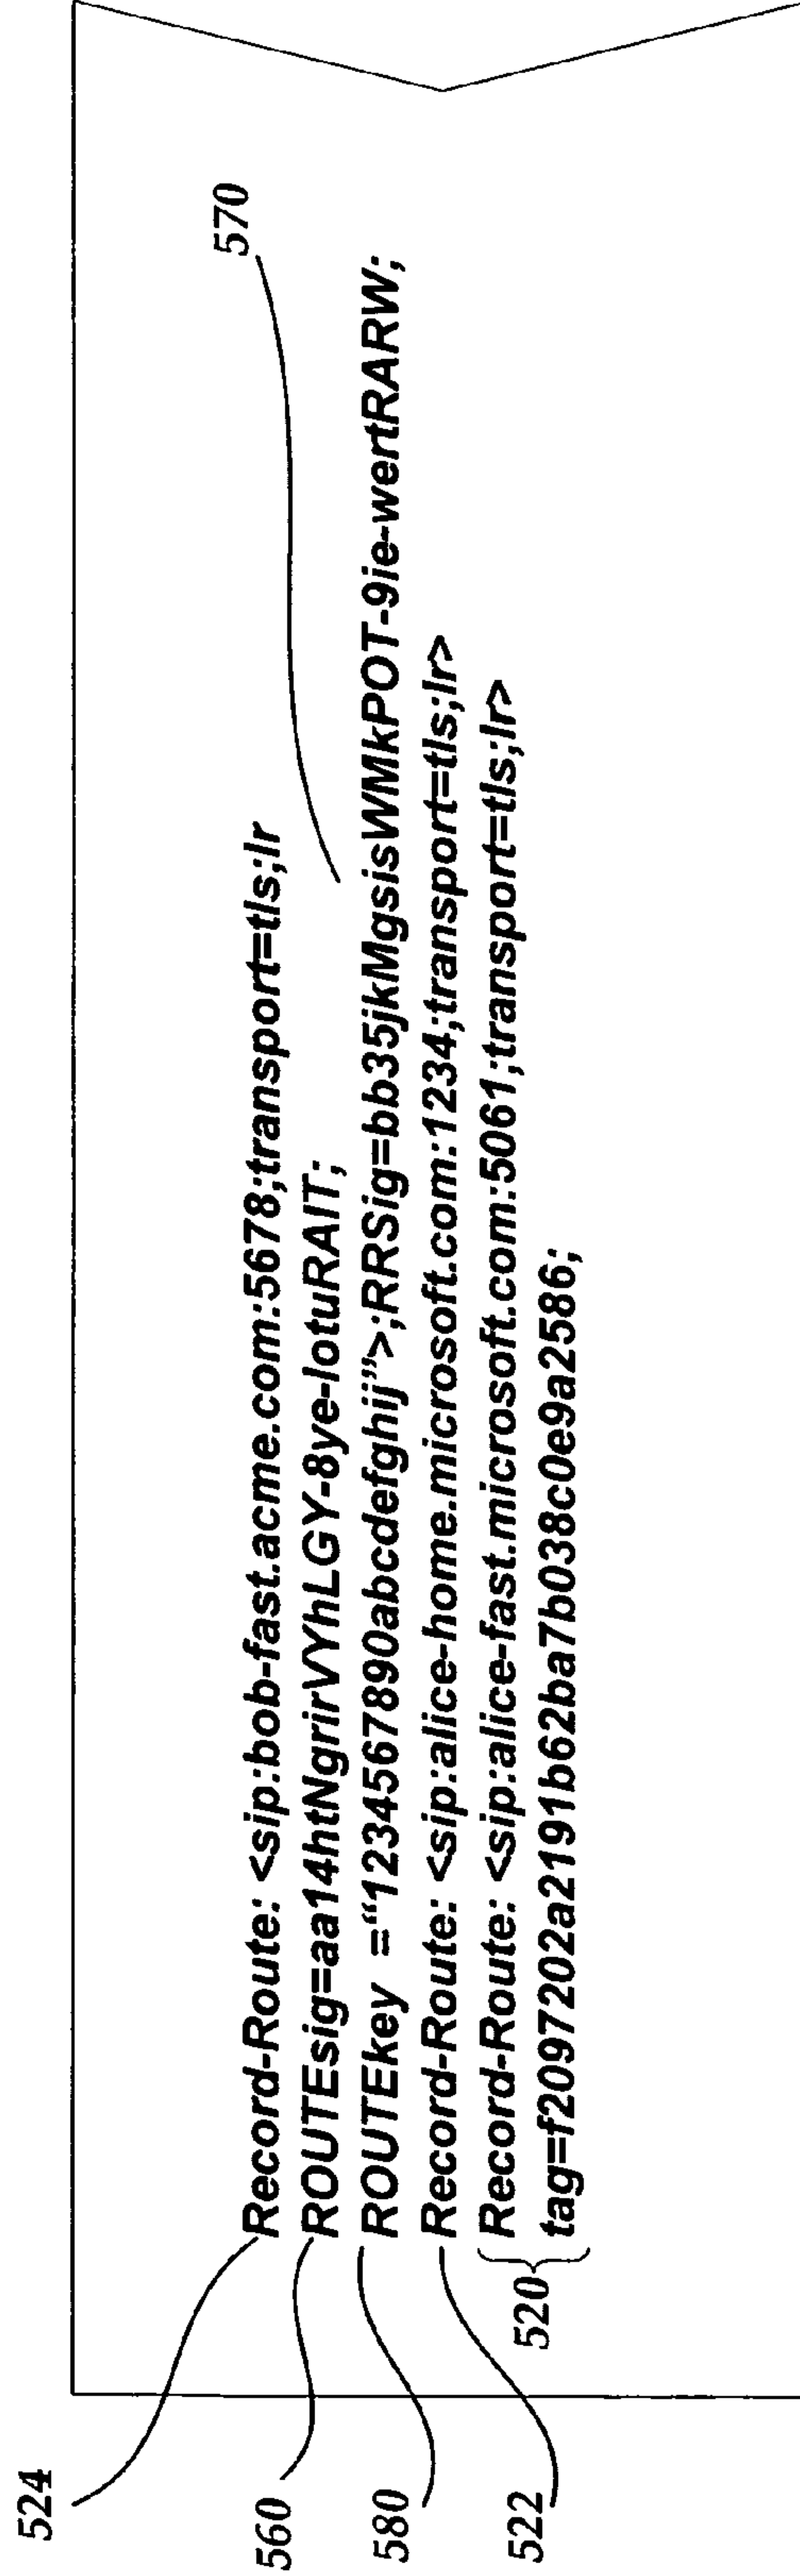 524
570
Record-Route: <sip:bob-fast.acme.com:5678;transport=tls;lr
560
ROUTEsig=aa14htNgrirVYhLGY-8ye-lotuRAIT;
580
ROUTEkey =“1234567890abcdefghij”>;RRSig=bb35jkMgsisWMkPOT-9ie-wertRARW;
522
Record-Route: <sip:alice-home.microsoft.com:1234;transport=tls;lr>
520
Record-Route: <sip:alice-fast.microsoft.com:5061;transport=tls;lr>
tag=f2097202a2191b62ba7b038c0e9a2586;